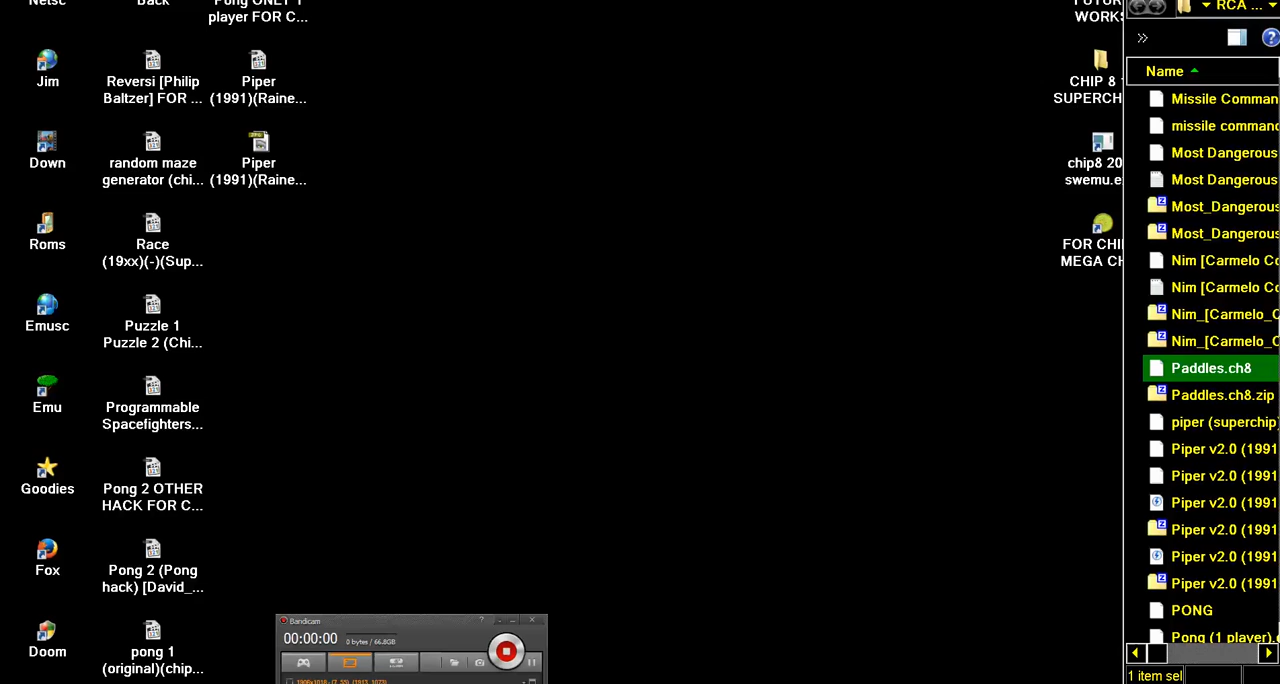 Netsc
Back
Pong ONLY 1
player FOR C...
Jim
Reversi [Philip
Baltzer] FOR ...
Piper
(1991)(Raine...
Down
random maze
generator (chi...
Piper
(1991)(Raine...
Roms
Race
(19xx)(-)(Sup...
Emusc
Puzzle 1
Puzzle 2 (Chi...
Emu
Programmable
Spacefighters...
Goodies
Pong 2 OTHER
HACK FOR C...
Fox
Pong 2 (Pong
hack) [David_...
Doom
pong 1
(original)(chip...
Bandicam
00:00:00
0 bytes / 66.8GB
WORKS
CHIP 8
SUPERCH
chip8 20
swemu.e
FOR CHI
MEGA CH
RCA ...
Name
Missile Comman
missile command
Most Dangerous
Most Dangerous
Most_Dangerous
Most_Dangerous
Nim [Carmelo Co
Nim [Carmelo Co
Nim_[Carmelo_C
Nim_[Carmelo_C
Paddles.ch8
Paddles.ch8.zip
piper (superchip)
Piper v2.0 (1991
Piper v2.0 (1991
Piper v2.0 (1991
Piper v2.0 (1991
Piper v2.0 (1991
Piper v2.0 (1991
PONG
Pong (1 player).
1 item sel